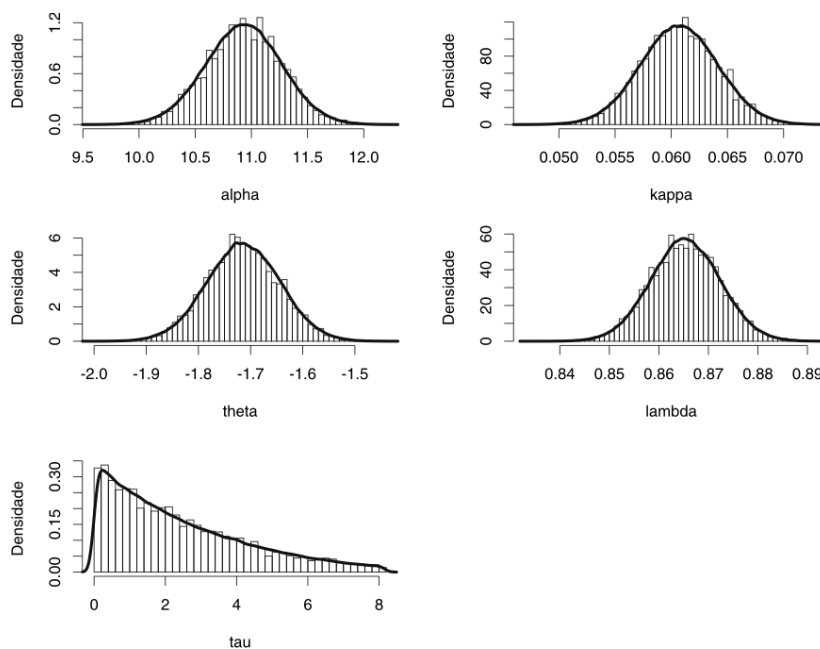 Densidade
0.0 0.6 1.2
9.5 10.0 10.5 11.0 11.5 12.0
alpha
Densidade
0 40 80
0.050 0.055 0.060 0.065 0.070
kappa
Densidade
0 2 4 6
-2.0 -1.9 -1.8 -1.7 -1.6 -1.5
theta
Densidade
0 20 40 60
0.84 0.85 0.86 0.87 0.88 0.89
lambda
Densidade
0.00 0.15 0.30
0 2 4 6 8
tau